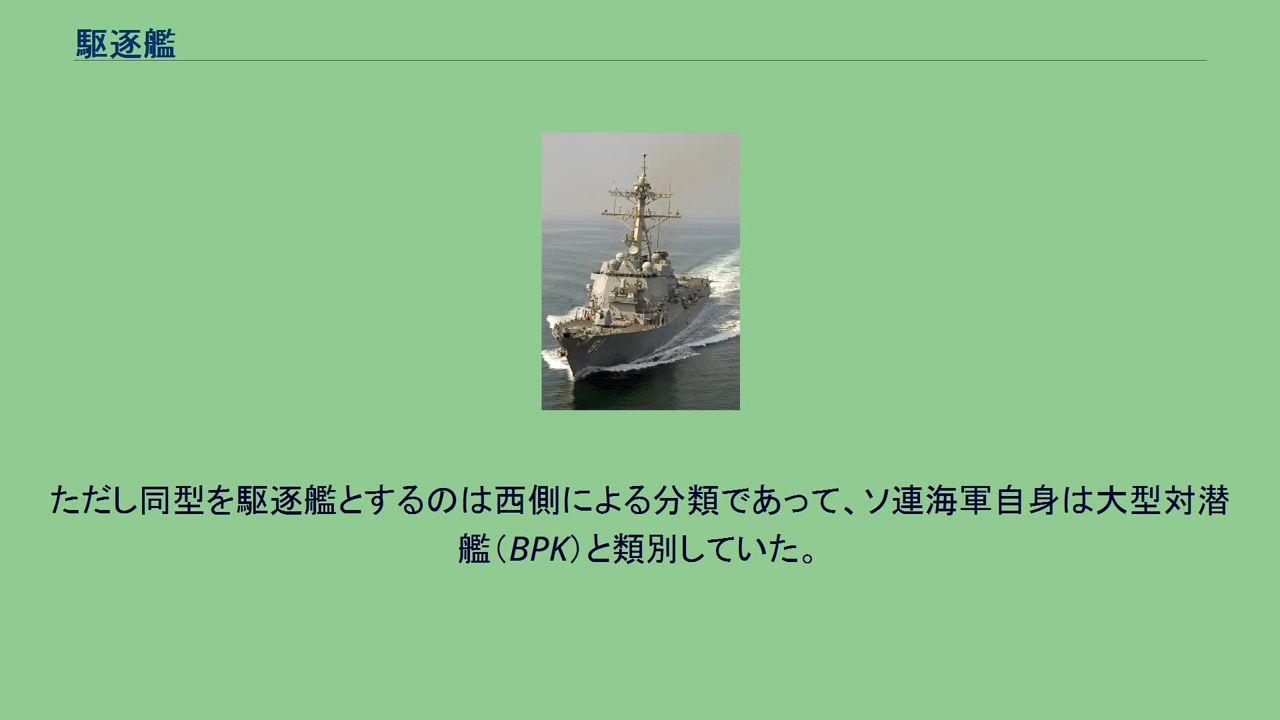 駆逐艦
ただし同型を駆逐艦とするのは西側による分類であって、ソ連海軍自身は大型対潜
艦（BPK）と類別していた。